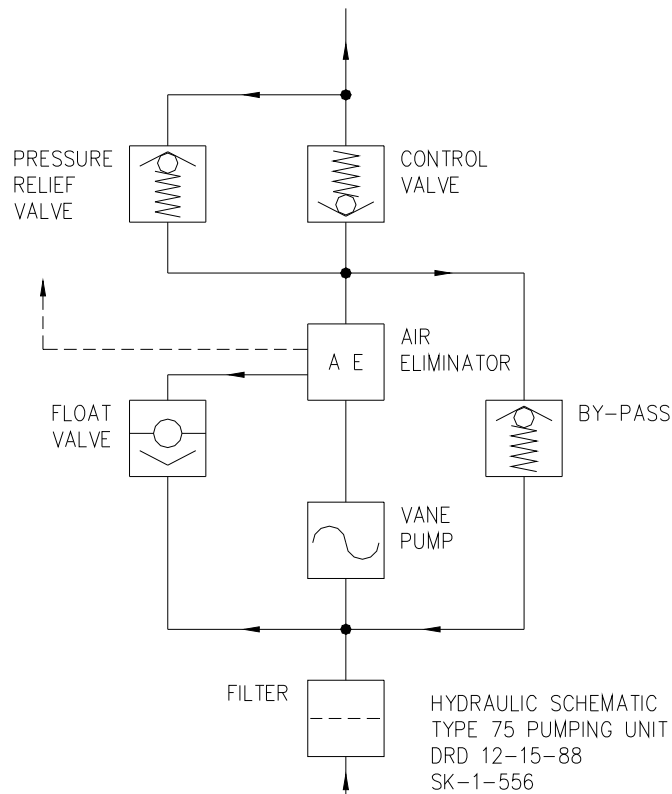 PRESSURE
RELIEF
VALVE
CONTROL
VALVE
A E
AIR
ELIMINATOR
FLOAT
VALVE
BY-PASS
VANE
PUMP
FILTER
HYDRAULIC SCHEMATIC
TYPE 75 PUMPING UNIT
DRD 12-15-88
SK-1-556